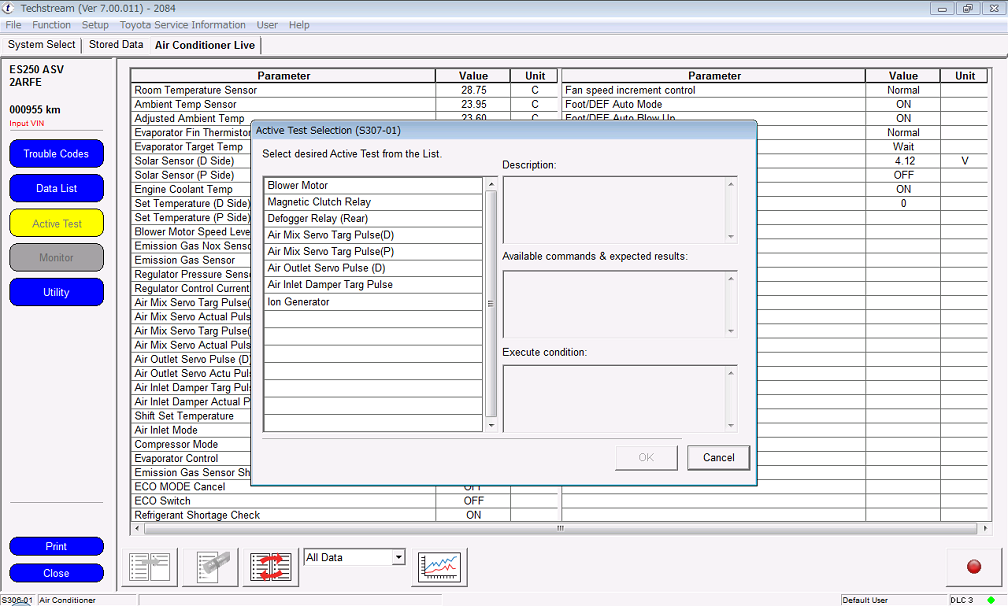 Techstream (Ver 7.00.011) - 2084
File Function Setup Toyota Service Information User Help
System Select Stored Data Air Conditioner Live
ES250 ASV
2ARFE
000955 km
Input VIN
Trouble Codes
Data List
Active Test
Monitor
Utility
Print
Close
Parameter Value Unit Parameter Value Unit
Room Temperature Sensor 28.75 C Fan speed increment control Normal
Ambient Temp Sensor 23.95 C Foot/DEF Auto Mode ON
Adjusted Ambient Temp 23.60 C Foot/DEF Auto Blow Up ON
Evaporator Fin Thermistor Normal
Evaporator Target Temp Wait
Solar Sensor (D Side) 4.12 V
Solar Sensor (P Side) OFF
Engine Coolant Temp ON
Set Temperature (D Side) 0
Set Temperature (P Side)
Blower Motor Speed Leve
Emission Gas Nox Senso
Emission Gas Sensor
Regulator Pressure Sens
Regulator Control Current
Air Mix Servo Targ Pulse(
Air Mix Servo Actual Puls
Air Mix Servo Targ Pulse(
Air Mix Servo Actual Puls
Air Outlet Servo Pulse (D
Air Outlet Servo Actu Puls
Air Inlet Damper Targ Puls
Air Inlet Damper Actual P
Shift Set Temperature
Air Inlet Mode
Compressor Mode
Evaporator Control
Emission Gas Sensor Sh
ECO MODE Cancel OFF
ECO Switch OFF
Refrigerant Shortage Check ON
Active Test Selection (S307-01)
Select desired Active Test from the List.
Blower Motor
Magnetic Clutch Relay
Defogger Relay (Rear)
Air Mix Servo Targ Pulse(D)
Air Mix Servo Targ Pulse(P)
Air Outlet Servo Pulse (D)
Air Inlet Damper Targ Pulse
Ion Generator
Description:
Available commands & expected results:
Execute condition:
OK Cancel
All Data
S306-01 Air Conditioner Default User DLC 3